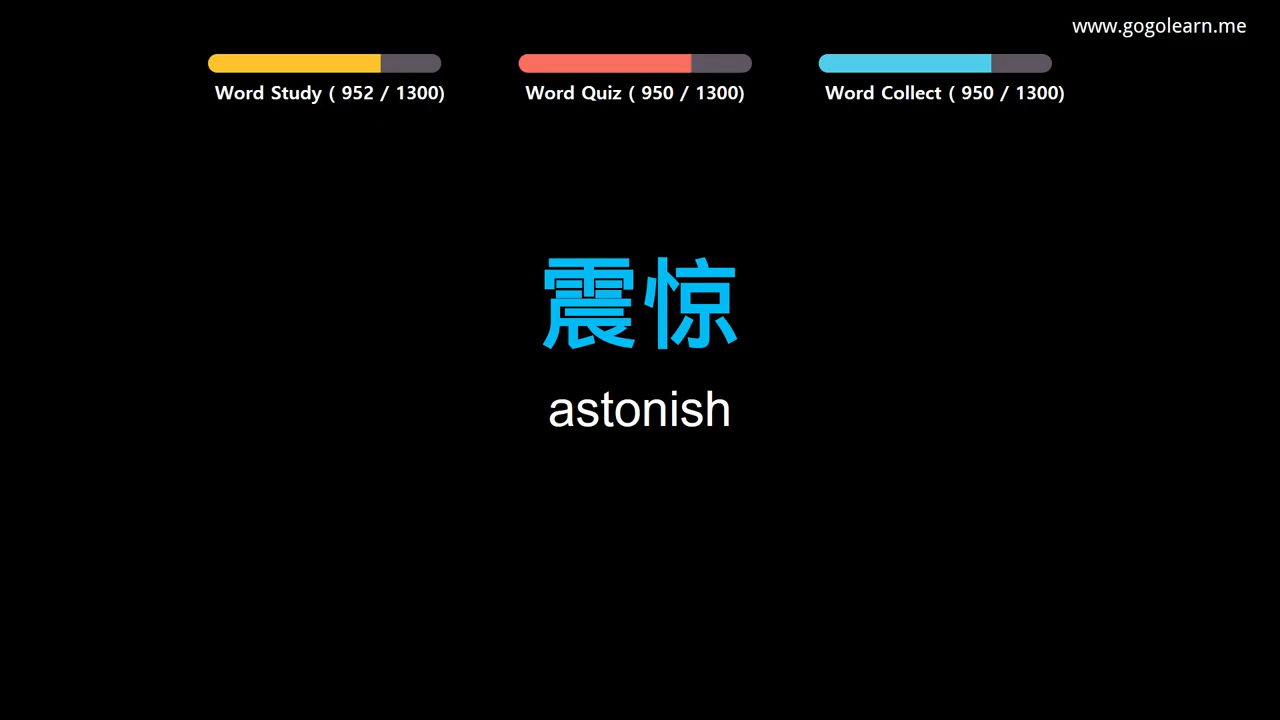 www.gogolearn.me
Word Study ( 952 / 1300)
Word Quiz ( 950 / 1300)
Word Collect ( 950 / 1300)
震惊
astonish